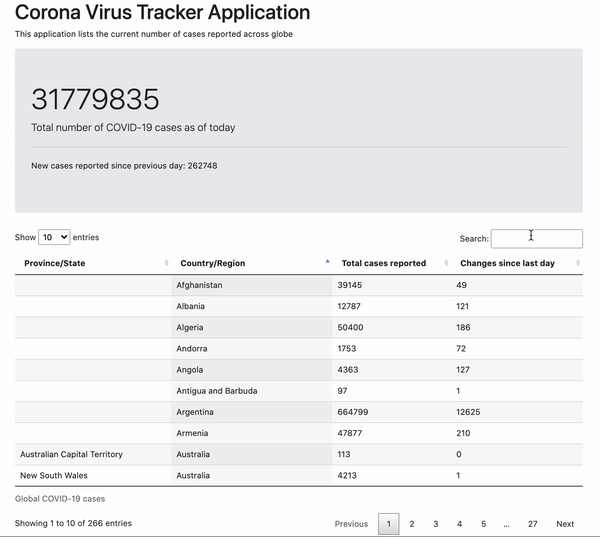 Corona Virus Tracker Application
This application lists the current number of cases reported across globe
31779835
Total number of COVID-19 cases as of today
New cases reported since previous day: 262748
Show 10 entries Search:
Province/State Country/Region Total cases reported Changes since last day
Afghanistan 39145 49
Albania 12787 121
Algeria 50400 186
Andorra 1753 72
Angola 4363 127
Antigua and Barbuda 97 1
Argentina 664799 12625
Armenia 47877 210
Australian Capital Territory Australia 113 0
New South Wales Australia 4213 1
Global COVID-19 cases
Showing 1 to 10 of 266 entries Previous 1 2 3 4 5 ... 27 Next